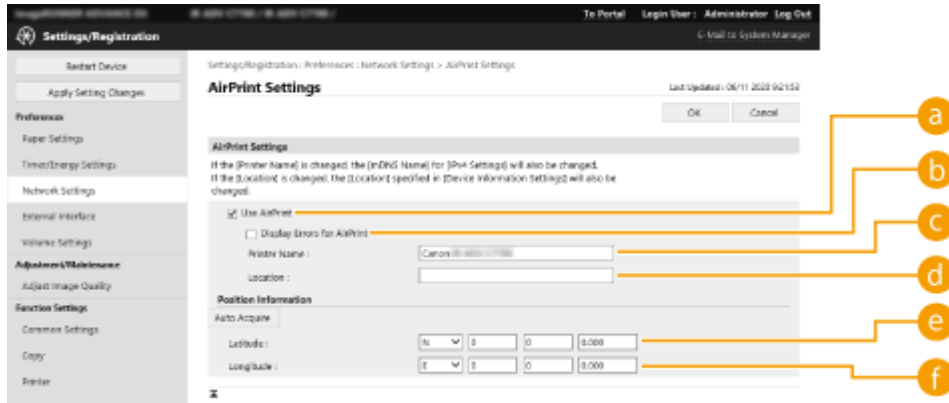 To Portal Login User : Administrator Log Out
Settings/Registration
E-Mail to System Manager
Restart Device
Settings/Registration : Preferences : Network Settings > AirPrint Settings
Apply Setting Changes
AirPrint Settings
Last Updated : 06/11 2020 9:21:53
OK Cancel
Preferences
Paper Settings
Timer/Energy Settings
Network Settings
External Interface
Volume Settings
Adjustment/Maintenance
Adjust Image Quality
Function Settings
Common Settings
Copy
Printer
AirPrint Settings
If the [Printer Name] is changed, the [mDNS Name] for [IPv4 Settings] will also be changed.
If the [Location] is changed, the [Location] specified in [Device Information Settings] will also be
changed.
Use AirPrint
Display Errors for AirPrint
Printer Name : Canon
Location :
Position Information
Auto Acquire
Latitude : N 0 0 0.000
Longitude : E 0 0 0.000
a
b
c
d
e
f